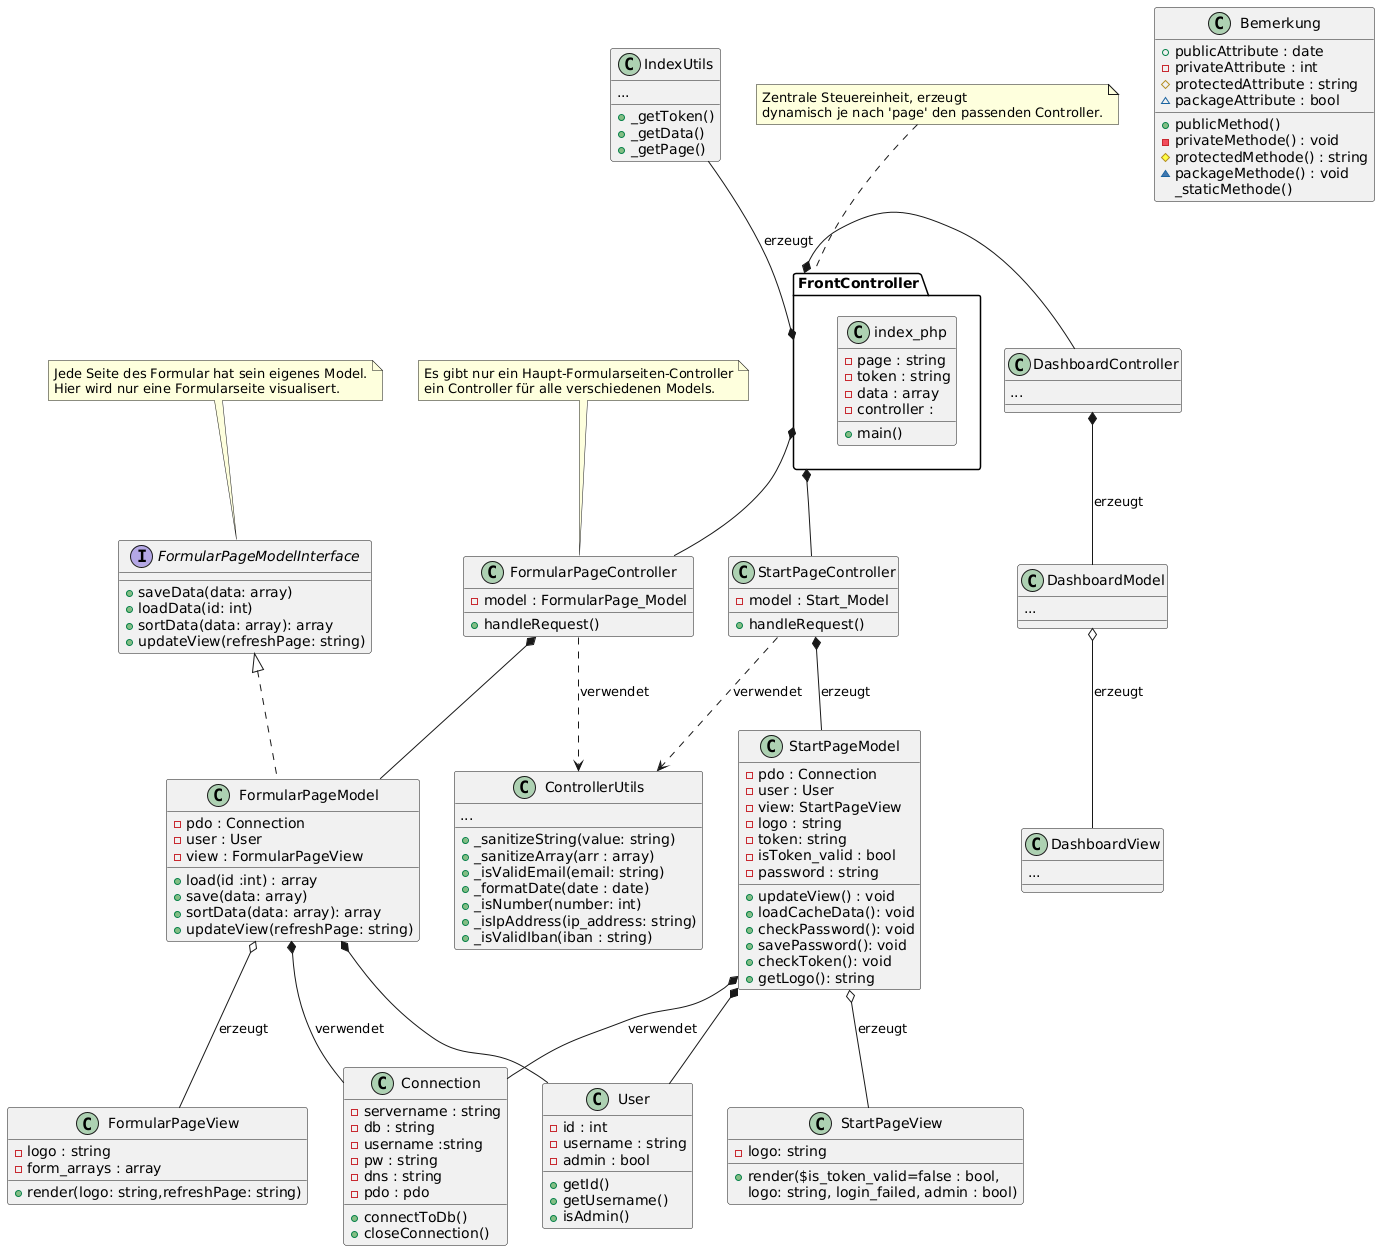 IndexUtils
...
_getToken()
_getData()
_getPage()
Zentrale Steuereinheit, erzeugt
dynamisch je nach 'page' den passenden Controller.
Bemerkung
publicAttribute : date
privateAttribute : int
protectedAttribute : string
packageAttribute : bool
publicMethod()
privateMethode() : void
protectedMethode() : string
packageMethode() : void
_staticMethode()
erzeugt
FrontController
index_php
page : string
token : string
data : array
controller :
main()
DashboardController
...
Jede Seite des Formular hat sein eigenes Model.
Hier wird nur eine Formularseite visualisert.
Es gibt nur ein Haupt-Formularseiten-Controller
ein Controller für alle verschiedenen Models.
erzeugt
FormularPageModelInterface
saveData(data: array)
loadData(id: int)
sortData(data: array): array
updateView(refreshPage: string)
FormularPageController
model : FormularPage_Model
handleRequest()
StartPageController
model : Start_Model
handleRequest()
DashboardModel
...
verwendet
verwendet
erzeugt
erzeugt
FormularPageModel
pdo : Connection
user : User
view : FormularPageView
load(id :int) : array
save(data: array)
sortData(data: array): array
updateView(refreshPage: string)
ControllerUtils
...
_sanitizeString(value: string)
_sanitizeArray(arr : array)
_isValidEmail(email: string)
_formatDate(date : date)
_isNumber(number: int)
_isIpAddress(ip_address: string)
_isValidIban(iban : string)
StartPageModel
pdo : Connection
user : User
view: StartPageView
logo : string
token: string
isToken_valid : bool
password : string
updateView() : void
loadCacheData(): void
checkPassword(): void
savePassword(): void
checkToken(): void
getLogo(): string
DashboardView
...
erzeugt
verwendet
verwendet
erzeugt
FormularPageView
logo : string
form_arrays : array
render(logo: string,refreshPage: string)
Connection
servername : string
db : string
username :string
pw : string
dns : string
pdo : pdo
connectToDb()
closeConnection()
User
id : int
username : string
admin : bool
getId()
getUsername()
isAdmin()
StartPageView
logo: string
render($is_token_valid=false : bool,
logo: string, login_failed, admin : bool)